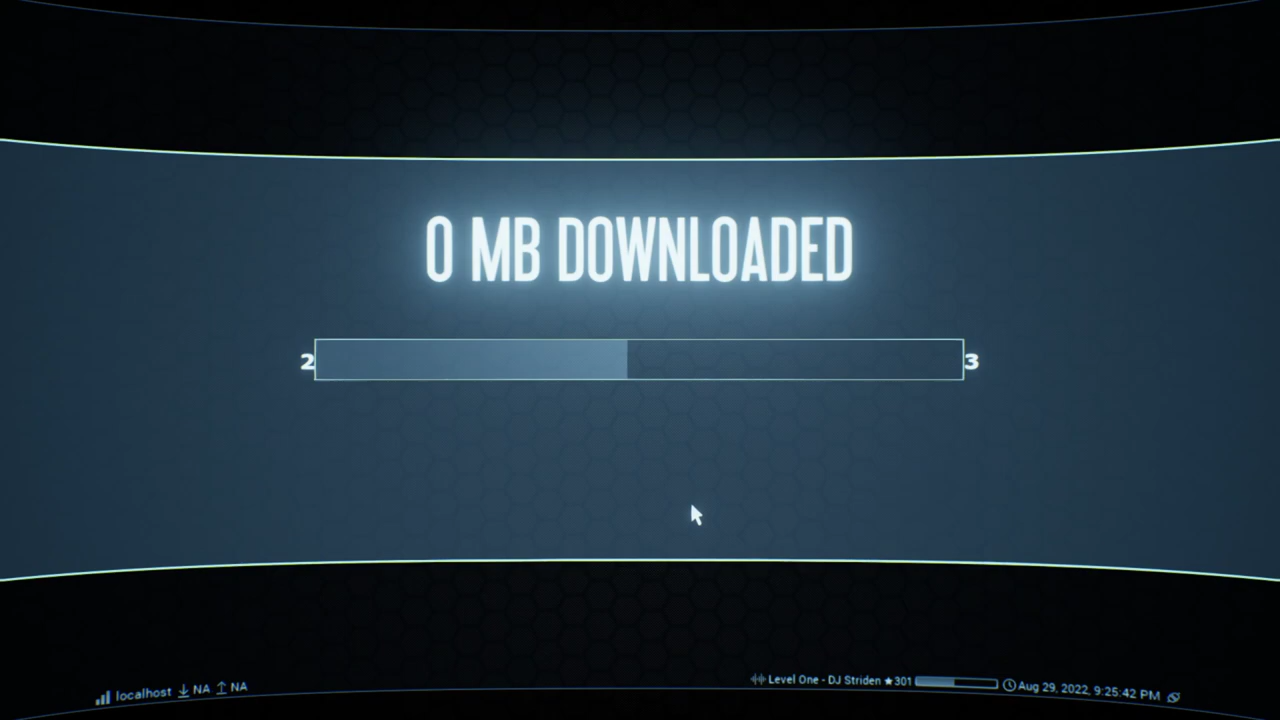 0 MB DOWNLOADED
2 3
localhost NA NA
Level One - DJ Striden ★301 Aug 29, 2022, 9:25:42 PM